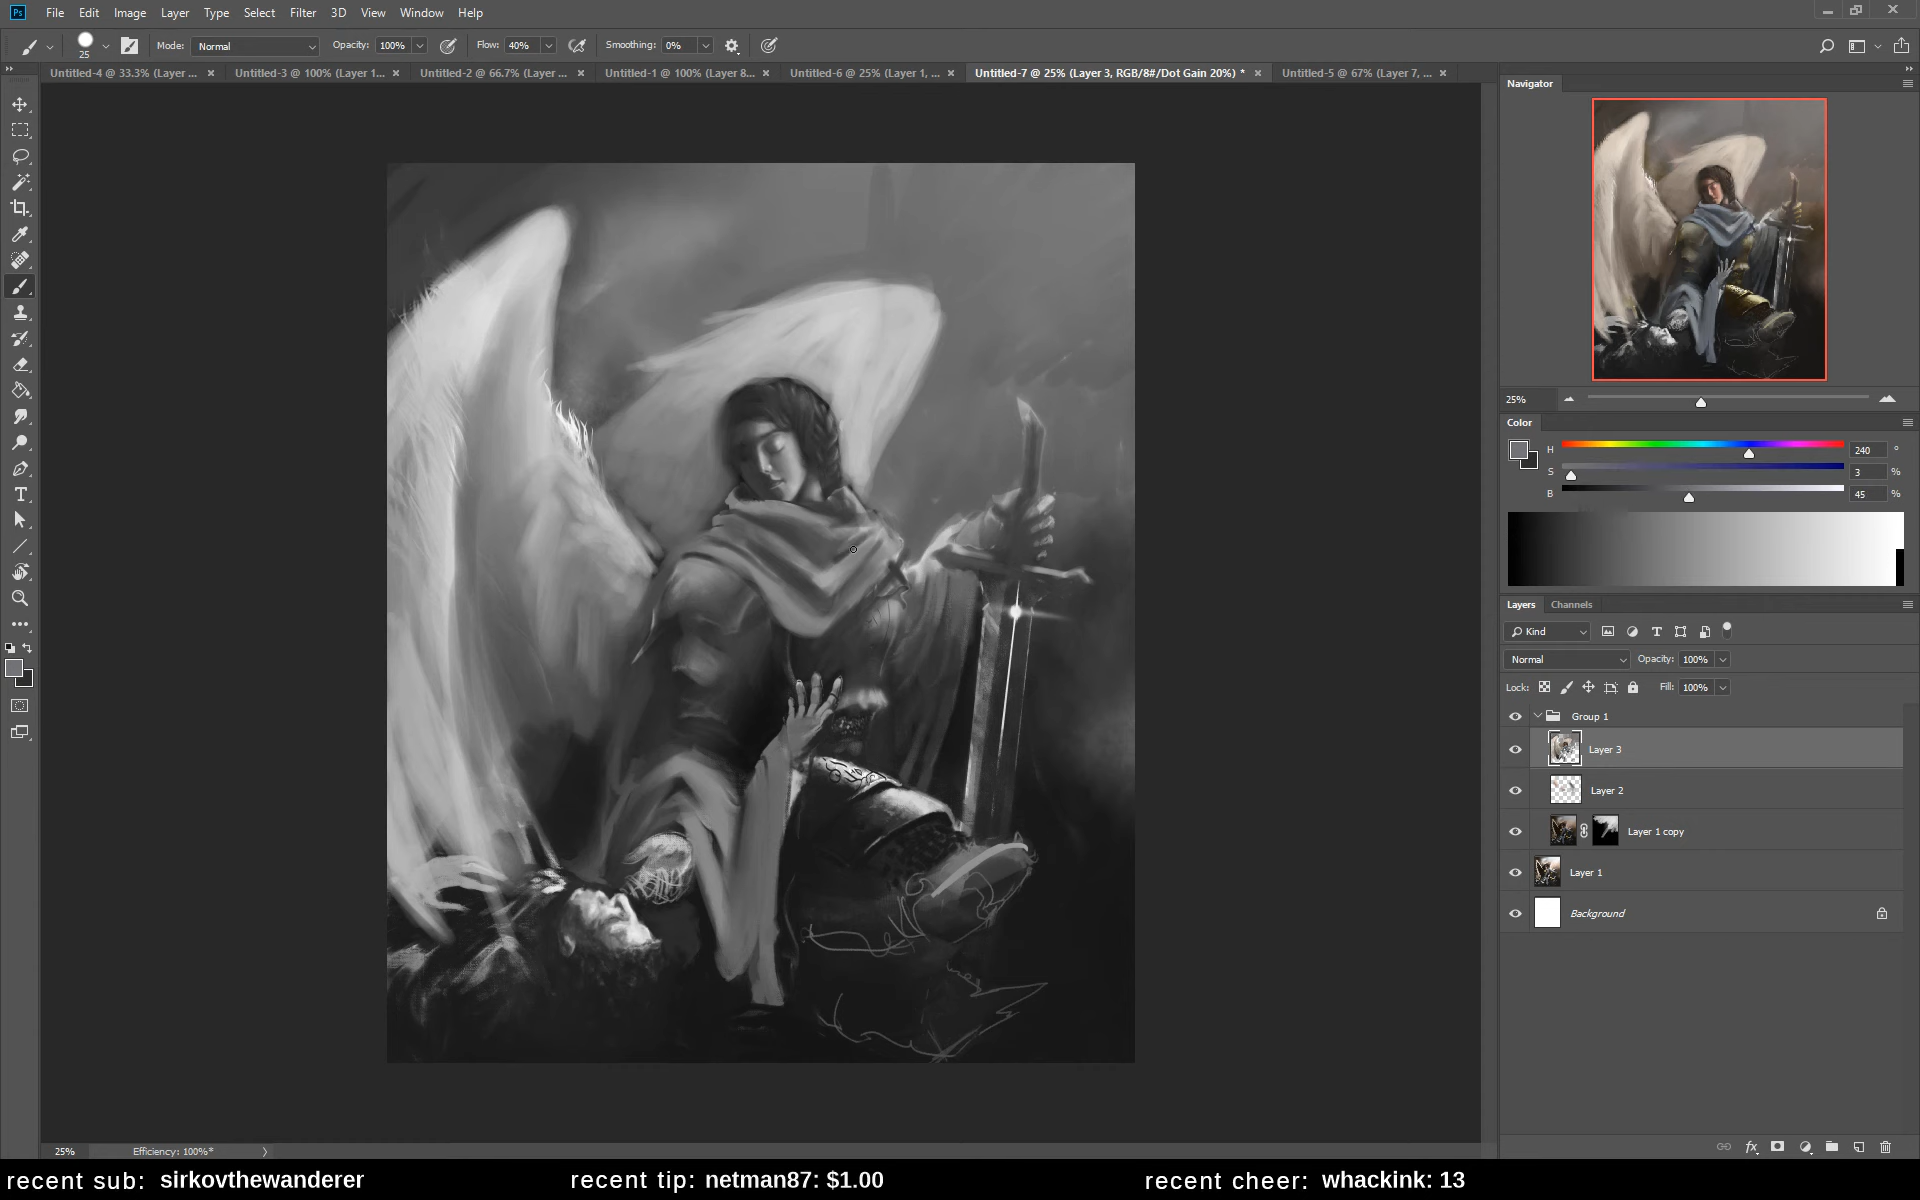 Ps File Edit Image Layer Type Select Filter 3D View Window Help
25 Mode: Normal Opacity: 100% Flow: 40% Smoothing: 0%
Untitled-4 @ 33.3% (Layer ... × Untitled-3 @ 100% (Layer 1... × Untitled-2 @ 66.7% (Layer ... × Untitled-1 @ 100% (Layer 8... × Untitled-6 @ 25% (Layer 1, ... × Untitled-7 @ 25% (Layer 3, RGB/8#/Dot Gain 20%) * × Untitled-5 @ 67% (Layer 7, ... ×
Navigator
25%
Color
H 240 °
S 3 %
B 45 %
Layers Channels
Kind
Normal Opacity: 100%
Lock: Fill: 100%
Group 1
Layer 3
Layer 2
Layer 1 copy
Layer 1
Background
25% Efficiency: 100%*
recent sub: sirkovthewanderer recent tip: netman87: $1.00 recent cheer: whackink: 13